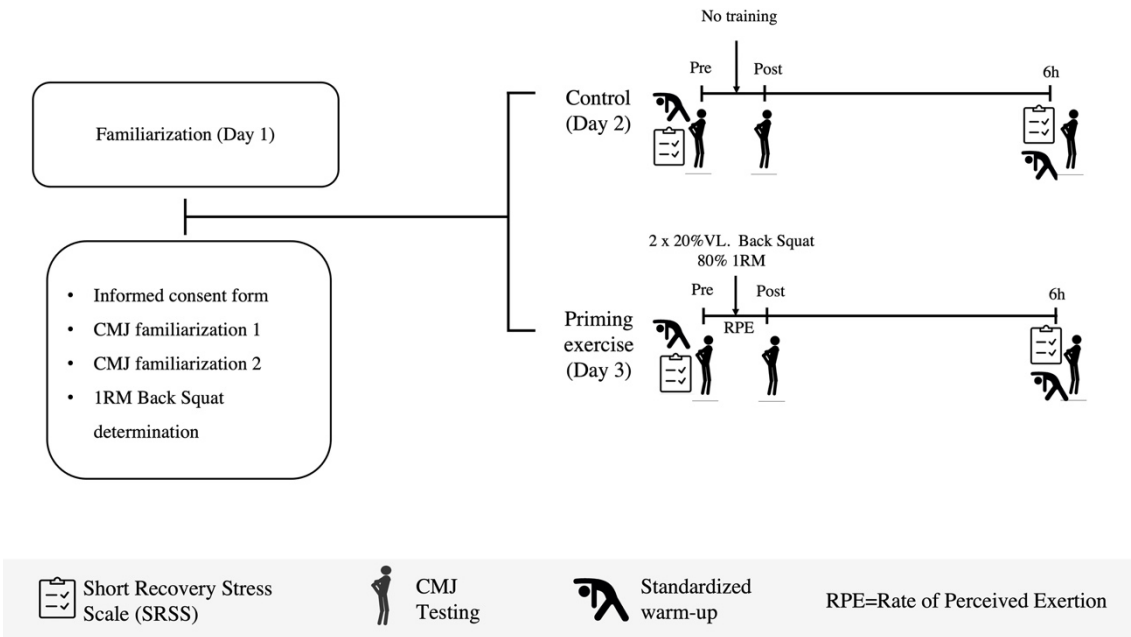 Familiarization (Day 1)
• Informed consent form
• CMJ familiarization 1
• CMJ familiarization 2
• 1RM Back Squat
determination
No training
Pre
Post
6h
Control
(Day 2)
2 x 20%VL. Back Squat
80% 1RM
Pre
Post
6h
RPE
Priming
exercise
(Day 3)
Short Recovery Stress
Scale (SRSS)
CMJ
Testing
Standardized
warm-up
RPE=Rate of Perceived Exertion